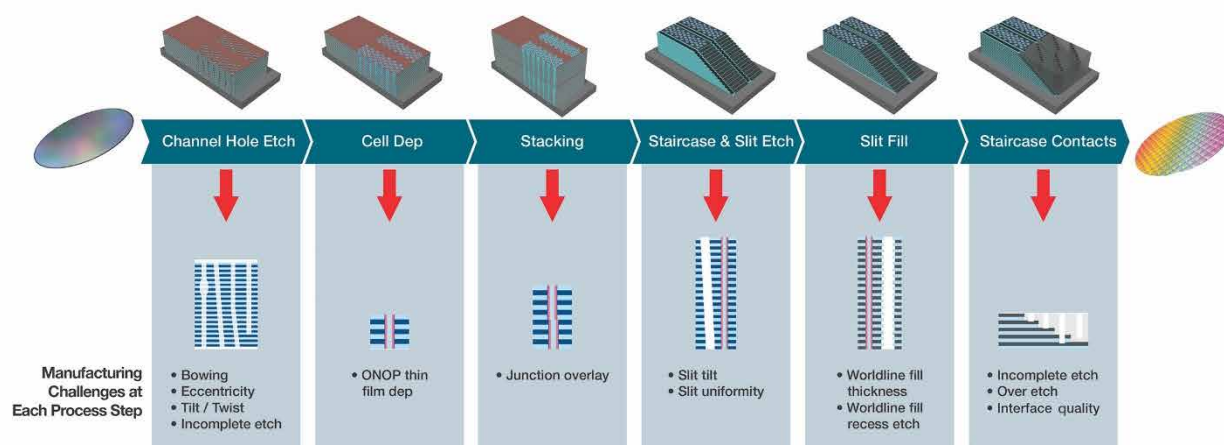 Channel Hole Etch
Cell Dep
Stacking
Staircase & Slit Etch
Slit Fill
Staircase Contacts
Manufacturing
Challenges at
Each Process Step
• Bowing
• Eccentricity
• Tilt / Twist
• Incomplete etch
• ONOP thin
film dep
• Junction overlay
• Slit tilt
• Slit uniformity
• Worldline fill
thickness
• Worldline fill
recess etch
• Incomplete etch
• Over etch
• Interface quality